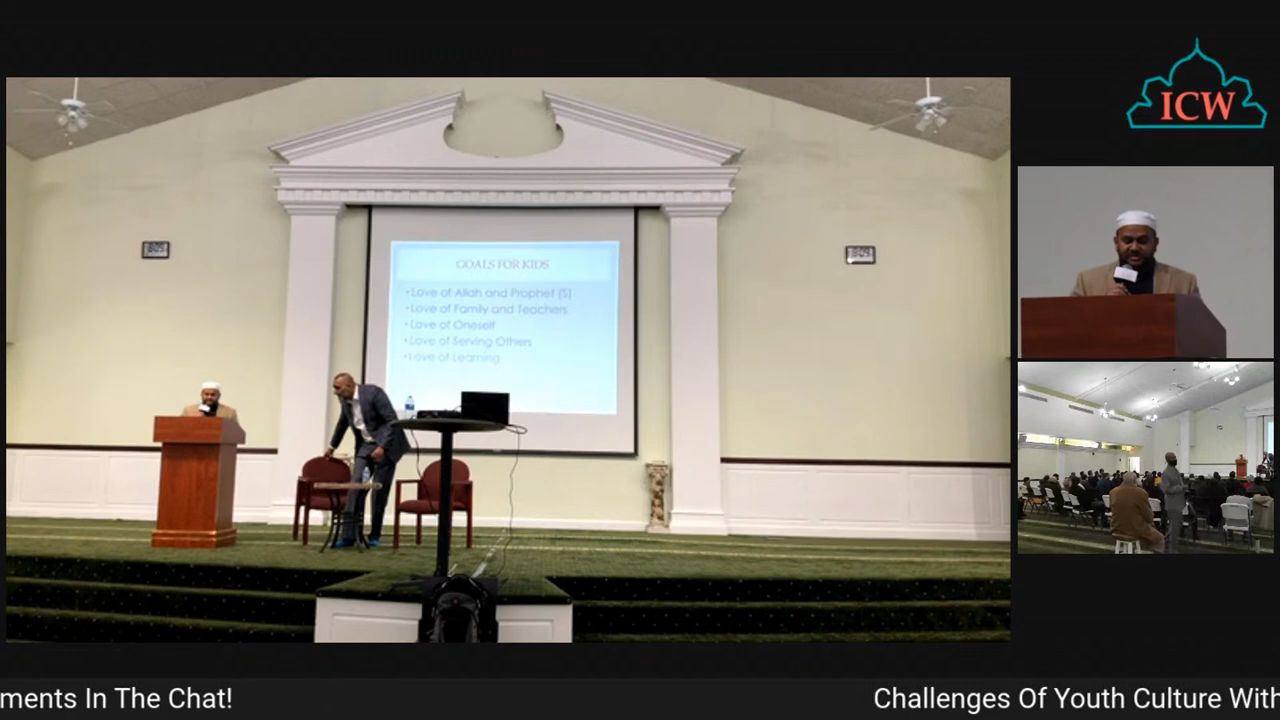 ICW
GOALS FOR KIDS
• Love of Allah and Prophet (S)
• Love of Family and Teachers
• Love of Oneself
• Love of Serving Others
• Love of Learning
ments In The Chat!
Challenges Of Youth Culture With